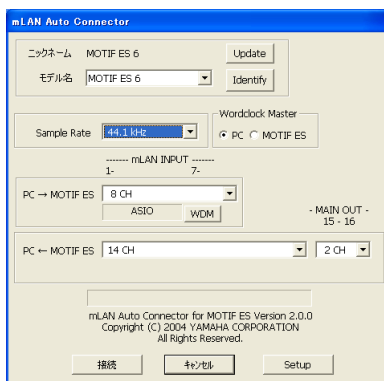 mLAN Auto Connector
ニックネーム MOTIF ES 6 Update
モデル名 MOTIF ES 6 Identify
Wordclock Master
Sample Rate 44.1 kHz PC MOTIF ES
------- mLAN INPUT -------
1- 7-
PC → MOTIF ES 8 CH
ASIO WDM
- MAIN OUT -
15 - 16
PC ← MOTIF ES 14 CH 2 CH
mLAN Auto Connector for MOTIF ES Version 2.0.0
Copyright (C) 2004 YAMAHA CORPORATION
All Rights Reserved.
接続 キャンセル Setup